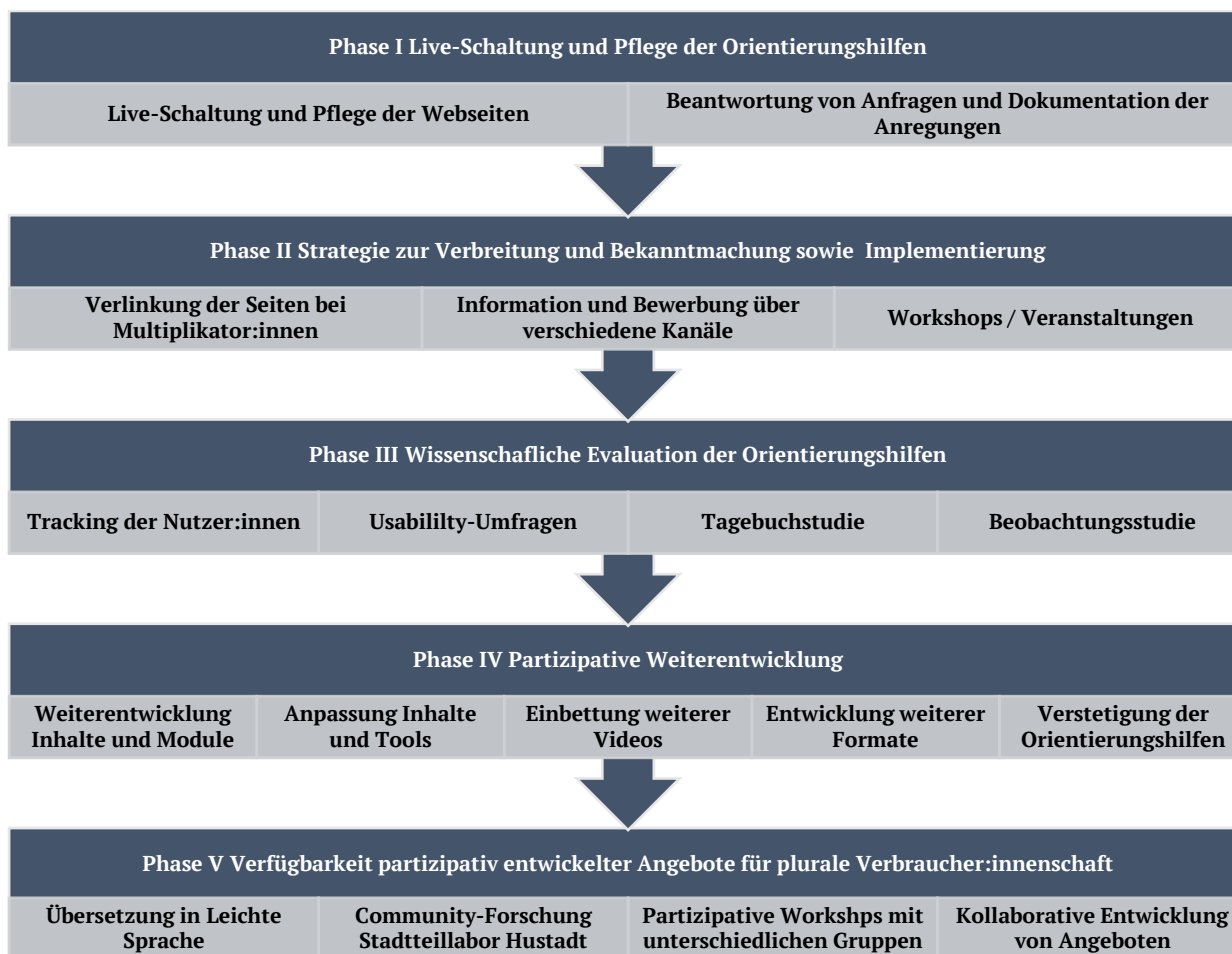 Phase I Live-Schaltung und Pflege der Orientierungshilfen
Live-Schaltung und Pflege der Webseiten
Beantwortung von Anfragen und Dokumentation der
Anregungen
Phase II Strategie zur Verbreitung und Bekanntmachung sowie  Implementierung
Verlinkung der Seiten bei
Multiplikator:innen
Information und Bewerbung über
verschiedene Kanäle
Workshops / Veranstaltungen
Phase III Wissenschafliche Evaluation der Orientierungshilfen
Tracking der Nutzer:innen
Usabililty-Umfragen
Tagebuchstudie
Beobachtungsstudie
Phase IV Partizipative Weiterentwicklung
Weiterentwicklung
Inhalte und Module
Anpassung Inhalte
und Tools
Einbettung weiterer
Videos
Entwicklung weiterer
Formate
Verstetigung der
Orientierungshilfen
Phase V Verfügbarkeit partizipativ entwickelter Angebote für plurale Verbraucher:innenschaft
Übersetzung in Leichte
Sprache
Community-Forschung
Stadtteillabor Hustadt
Partizipative Workshps mit
unterschiedlichen Gruppen
Kollaborative Entwicklung
von Angeboten